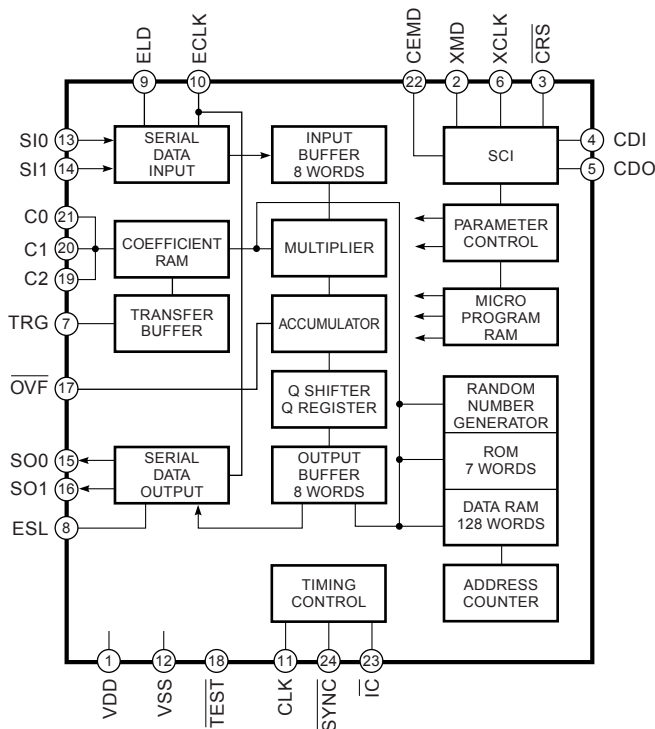 ELD
ECLK
CEMD
XMD
XCLK
CRS
9
10
22
2
6
3
SI0
13
SI1
14
SERIAL
DATA
INPUT
INPUT
BUFFER
8 WORDS
SCI
4
CDI
5
CDO
C0
21
C1
20
C2
19
COEFFICIENT
RAM
MULTIPLIER
PARAMETER
CONTROL
TRG
7
TRANSFER
BUFFER
ACCUMULATOR
MICRO
PROGRAM
RAM
OVF
17
Q SHIFTER
Q REGISTER
RANDOM
NUMBER
GENERATOR
SO0
15
SO1
16
ESL
8
SERIAL
DATA
OUTPUT
OUTPUT
BUFFER
8 WORDS
ROM
7 WORDS
DATA RAM
128 WORDS
TIMING
CONTROL
ADDRESS
COUNTER
1
12
18
11
24
23
VDD
VSS
TEST
CLK
SYNC
IC